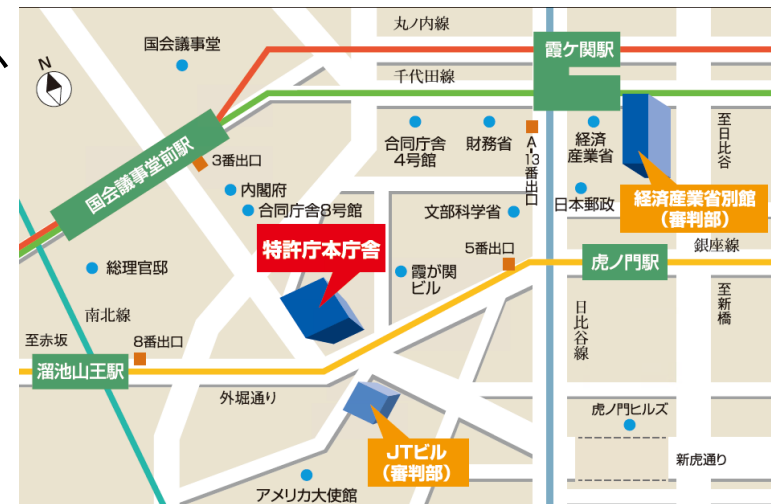 丸ノ内線
国会議事堂
霞ケ関駅
N
千代田線
国会議事堂前駅
3番出口
合同庁舎
4号館
財務省
A-13番出口
経済
産業省
至日比谷
内閣府
合同庁舎8号館
文部科学省
日本郵政
経済産業省別館
(審判部)
特許庁本庁舎
5番出口
銀座線
総理官邸
霞が関
ビル
虎ノ門駅
南北線
至赤坂
8番出口
日比谷線
至新橋
溜池山王駅
外堀通り
虎ノ門ヒルズ
JTビル
(審判部)
新虎通り
アメリカ大使館